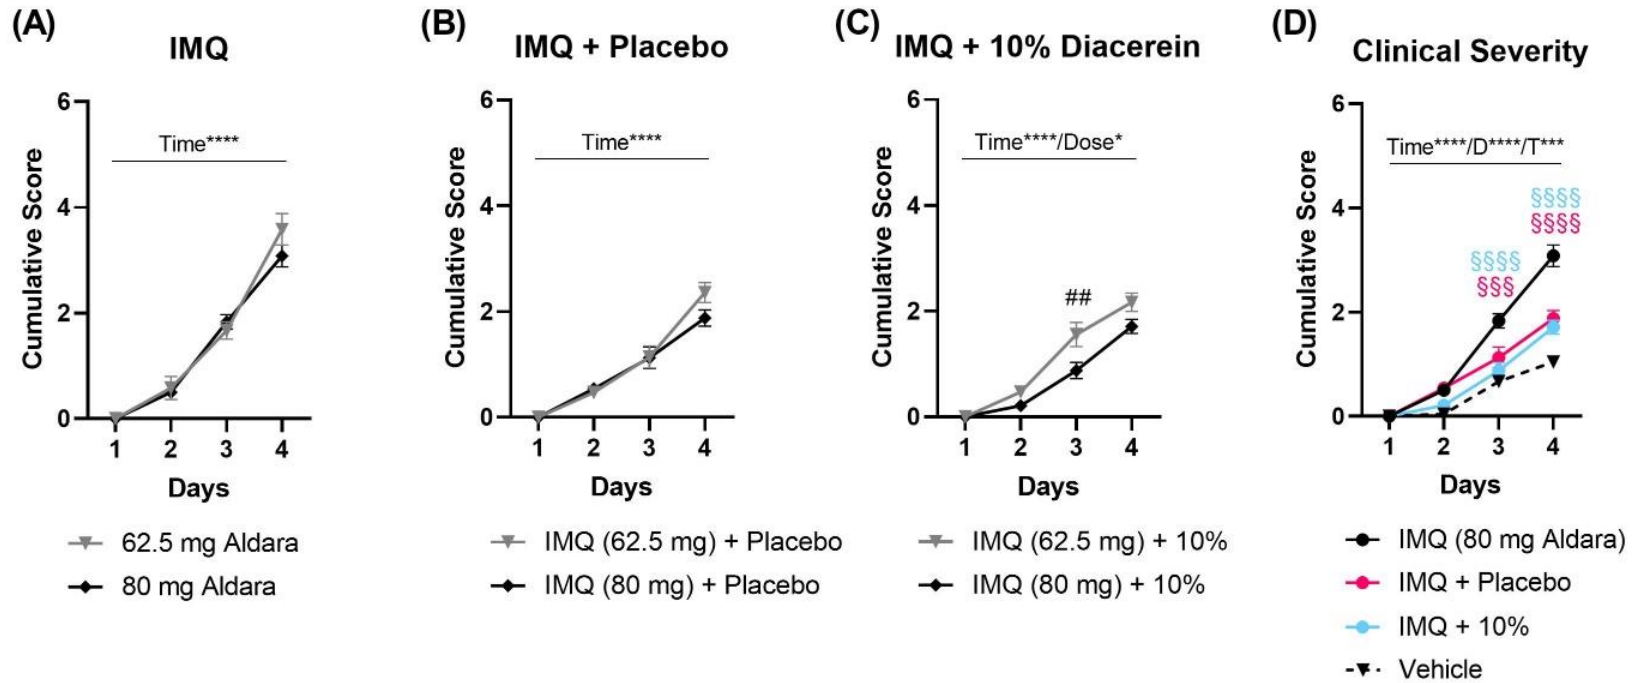 (A)
IMQ
6
4
2
0
Cumulative Score
Time****
1 2 3 4
Days
62.5 mg Aldara
80 mg Aldara
(B)
IMQ + Placebo
6
4
2
0
Cumulative Score
Time****
1 2 3 4
Days
IMQ (62.5 mg) + Placebo
IMQ (80 mg) + Placebo
(C)
IMQ + 10% Diacerein
6
4
2
0
Cumulative Score
Time****/Dose*
##
1 2 3 4
Days
IMQ (62.5 mg) + 10%
IMQ (80 mg) + 10%
(D)
Clinical Severity
6
4
2
0
Cumulative Score
Time****/D****/T***
§§§§
§§§§
§§§§
§§§
1 2 3 4
Days
IMQ (80 mg Aldara)
IMQ + Placebo
IMQ + 10%
Vehicle